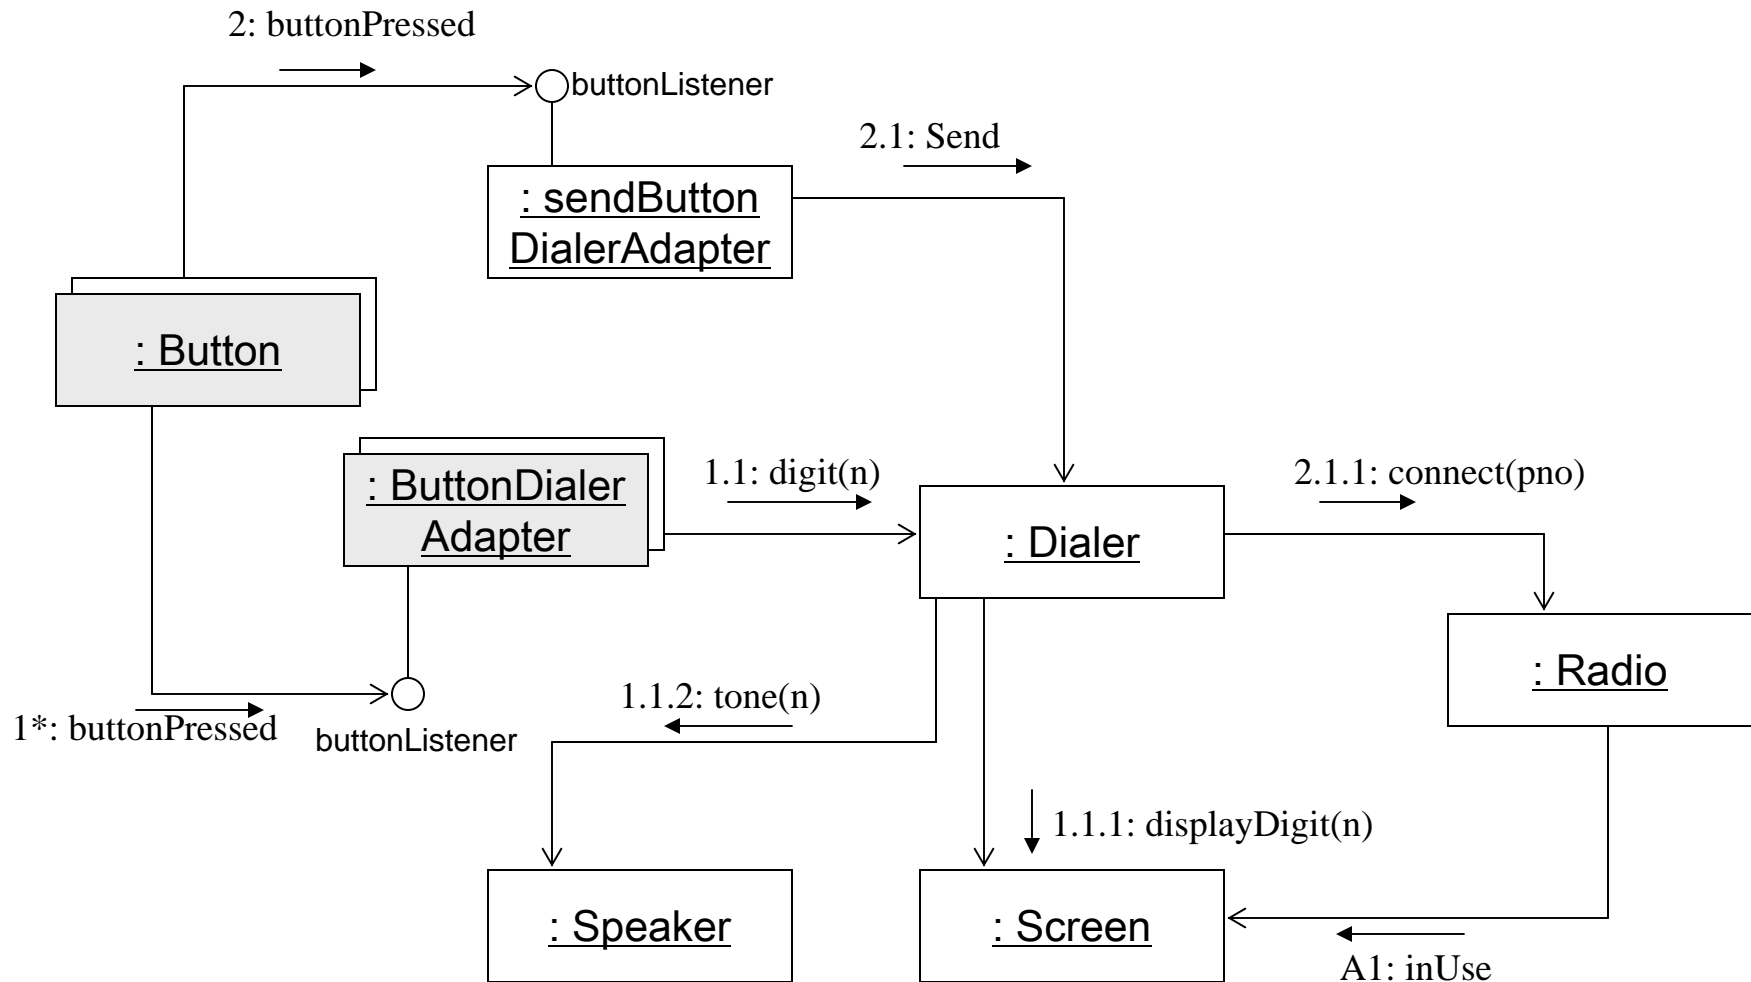 2: buttonPressed
buttonListener
2.1: Send
: sendButton
DialerAdapter
: Button
: ButtonDialer
Adapter
1.1: digit(n)
2.1.1: connect(pno)
: Dialer
: Radio
1.1.2: tone(n)
1*: buttonPressed
buttonListener
1.1.1: displayDigit(n)
: Speaker
: Screen
A1: inUse